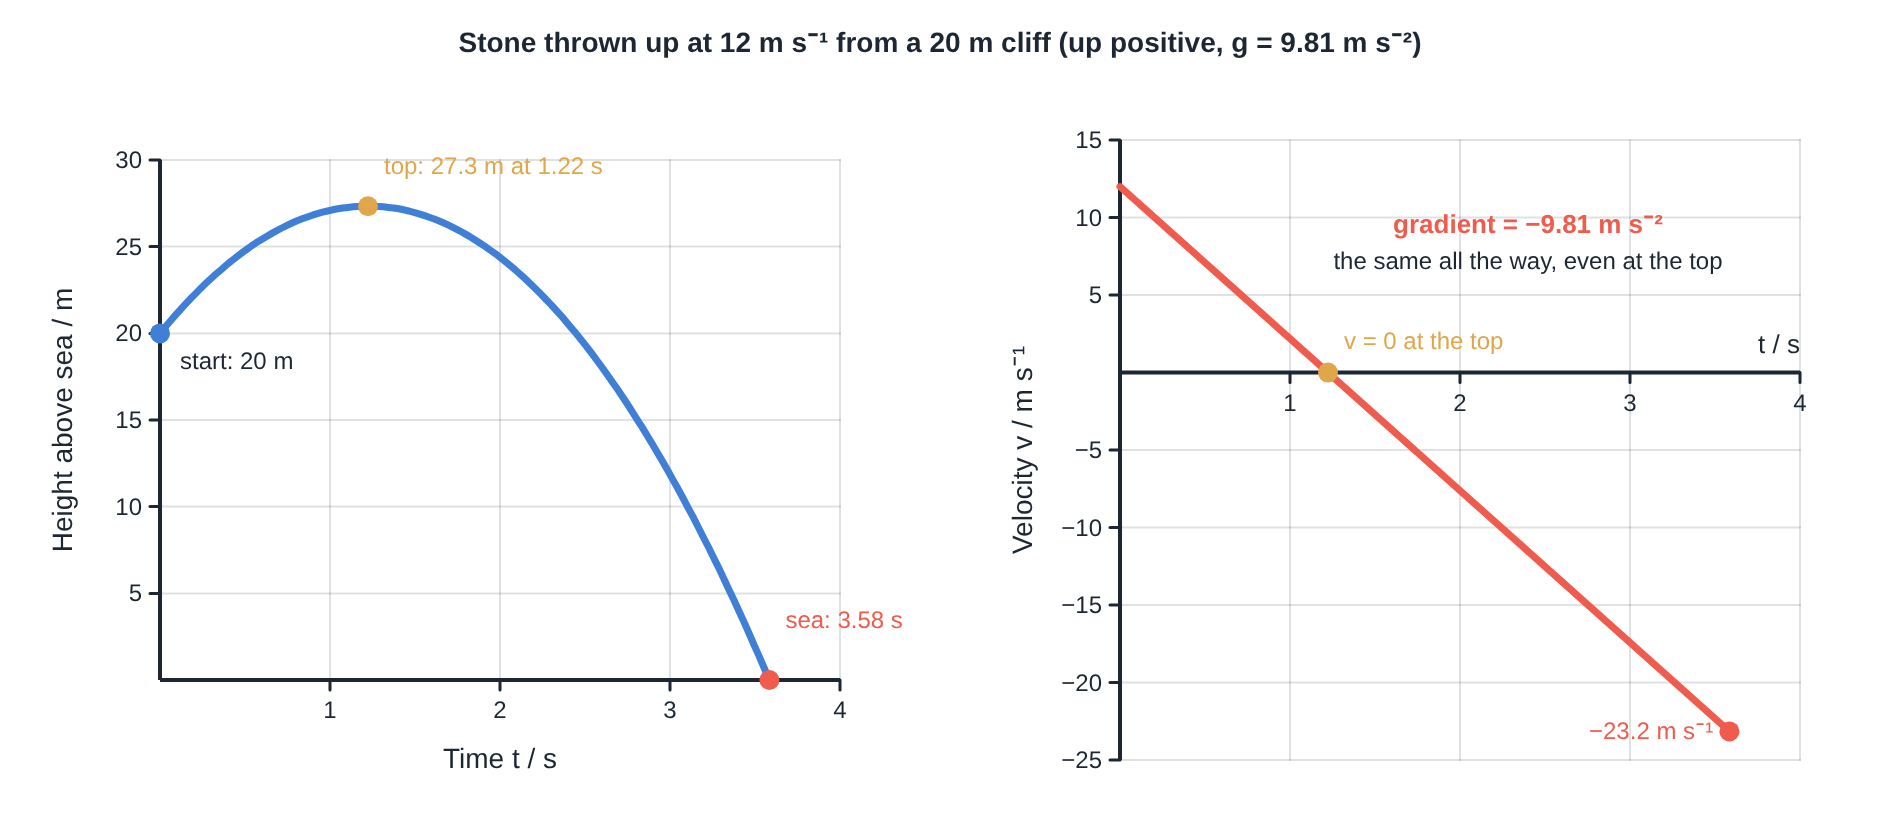 Stone thrown up at 12 m s⁻¹ from a 20 m cliff (up positive, g = 9.81 m s⁻²)
Height above sea / m
30
25
20
15
10
5
top: 27.3 m at 1.22 s
start: 20 m
sea: 3.58 s
1
2
3
4
Time t / s
Velocity v / m s⁻¹
15
10
5
−5
−10
−15
−20
−25
gradient = −9.81 m s⁻²
the same all the way, even at the top
v = 0 at the top
t / s
1
2
3
4
−23.2 m s⁻¹